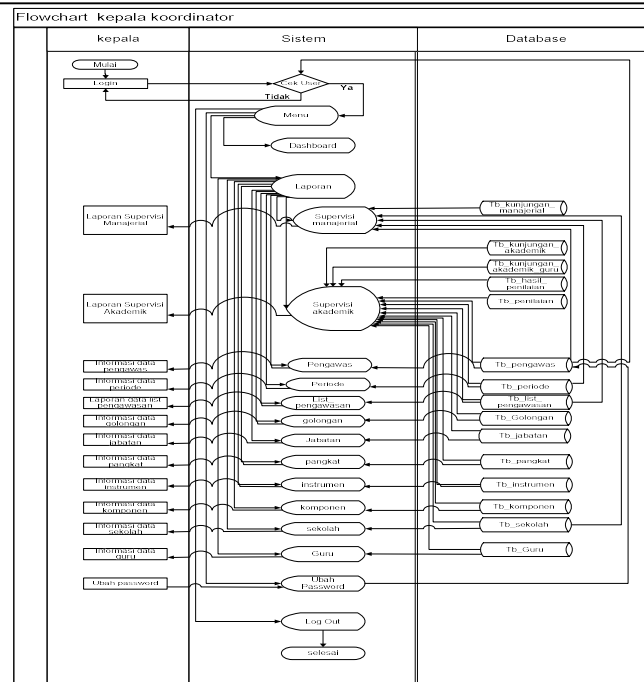 Flowchart kepala koordinator
kepala
Sistem
Database
Mulai
Login
Cek User
Ya
Tidak
Menu
Dashboard
Laporan
Laporan Supervisi
Manajerial
Supervisi
manajerial
Tb_kunjungan_
manajerial
Tb_kunjungan_
akademik
Tb_kunjungan_
akademik_guru
Tb_hasil_
penilaian
Laporan Supervisi
Akademik
Supervisi
akademik
Tb_penilaian
Informasi data
pengawas
Pengawas
Tb_pengawas
Informasi data
periode
Periode
Tb_periode
Laporan data list
pengawasan
List_
pengawasan
Tb_list_
pengawasan
Informasi data
golongan
golongan
Tb_Golongan
Informasi data
jabatan
Jabatan
Tb_jabatan
Informasi data
pangkat
pangkat
Tb_pangkat
Informasi data
instrumen
instrumen
Tb_instrumen
Informasi data
komponen
komponen
Tb_komponen
Informasi data
sekolah
sekolah
Tb_sekolah
Informasi data
guru
Guru
Tb_Guru
Ubah password
Ubah
Password
Log Out
selesai